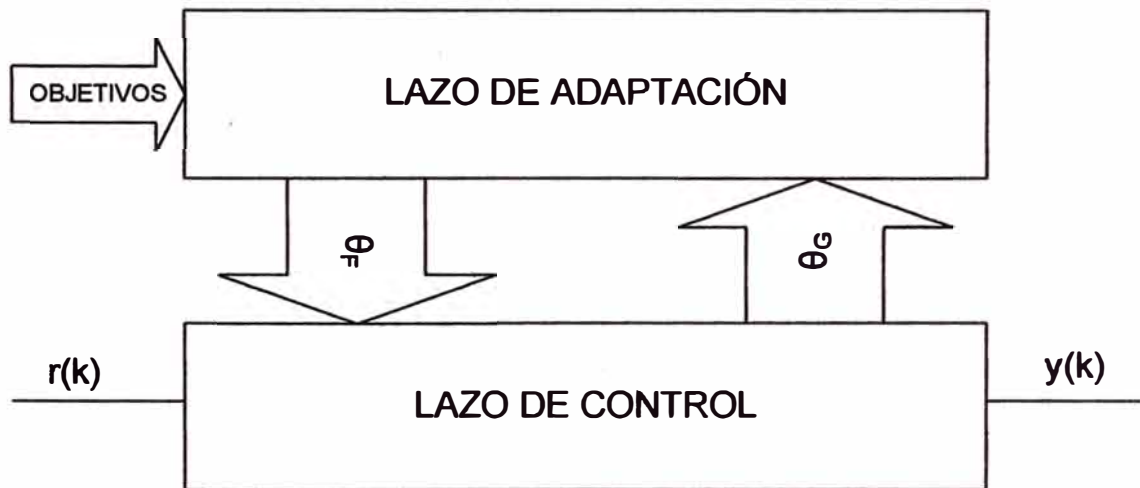 OBJETIVOS
LAZO DE ADAPTACIÓN
θF
θG
r(k)
y(k)
LAZO DE CONTROL